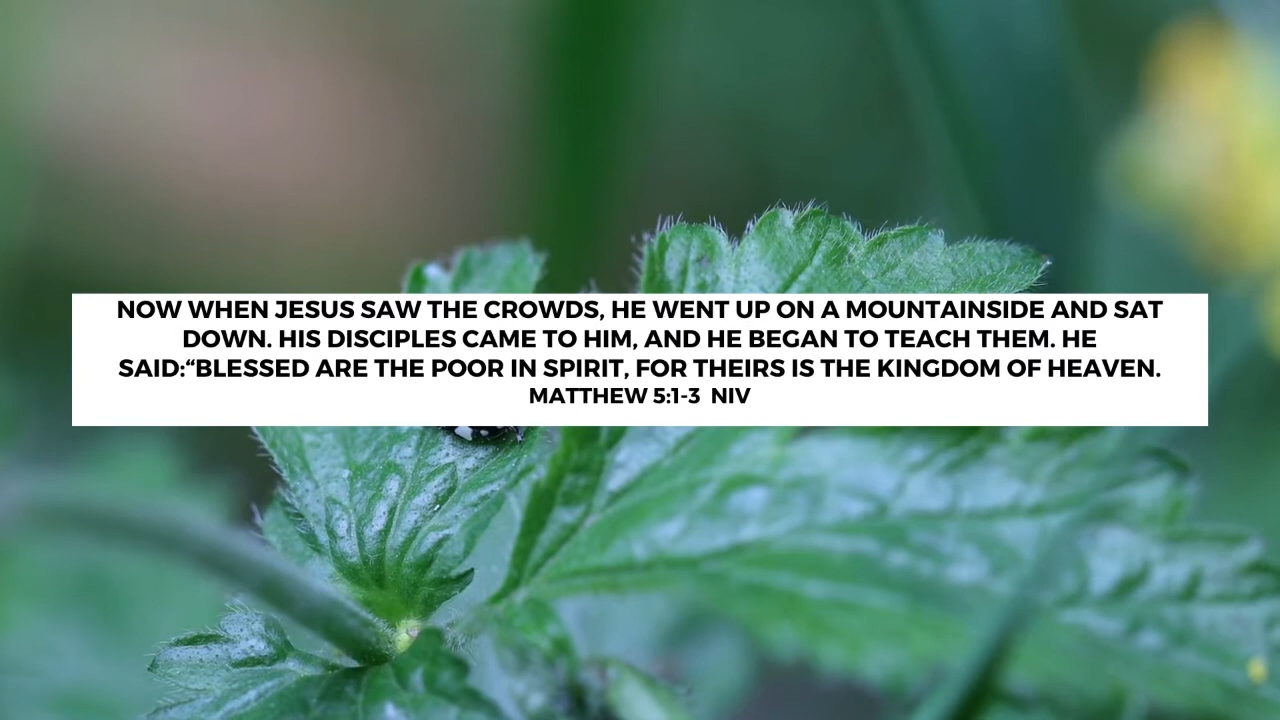 NOW WHEN JESUS SAW THE CROWDS, HE WENT UP ON A MOUNTAINSIDE AND SAT
DOWN. HIS DISCIPLES CAME TO HIM, AND HE BEGAN TO TEACH THEM. HE
SAID:“BLESSED ARE THE POOR IN SPIRIT, FOR THEIRS IS THE KINGDOM OF HEAVEN.
MATTHEW 5:1-3  NIV